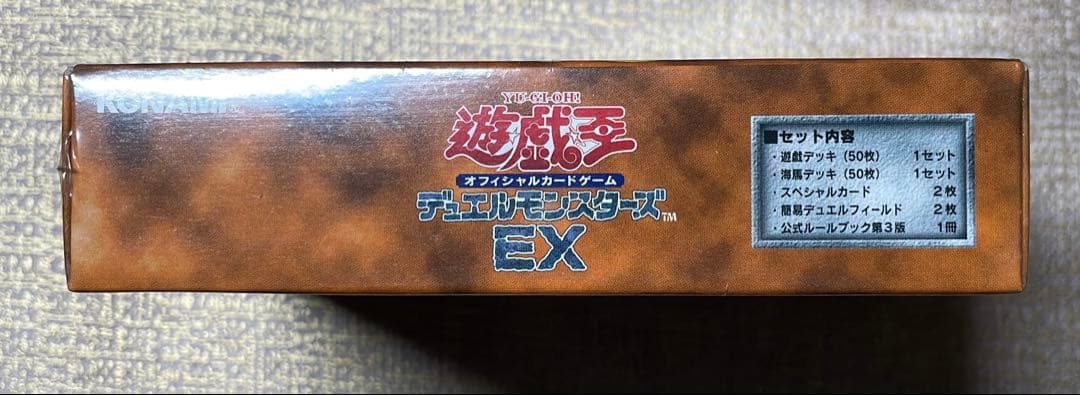 KONAMI
YU-GI-OH!
遊戯王
オフィシャルカードゲーム
デュエルモンスターズ™
EX
■セット内容
・遊戯デッキ（50枚） 1セット
・海馬デッキ（50枚） 1セット
・スペシャルカード 2枚
・簡易デュエルフィールド 2枚
・公式ルールブック第3版 1冊